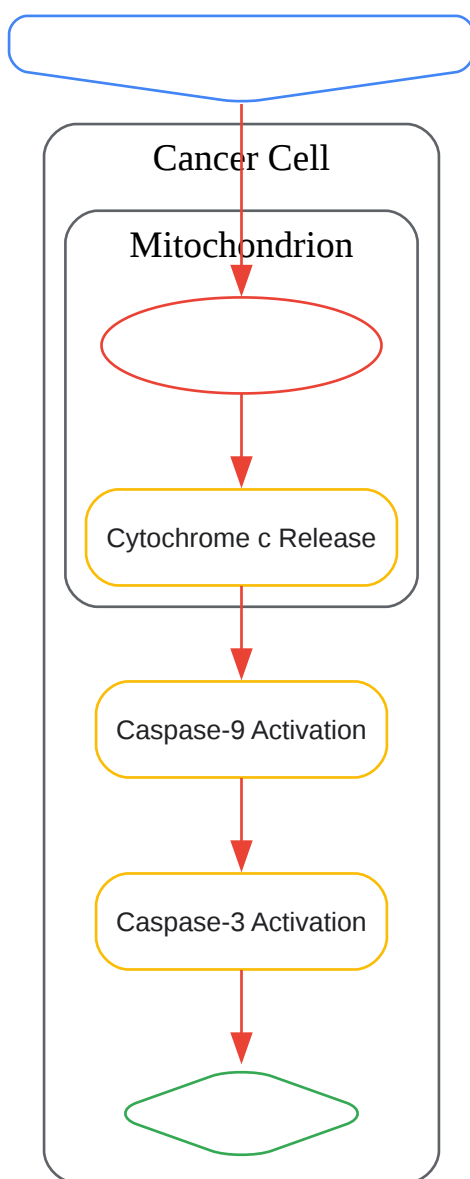 Cancer Cell
Mitochondrion
Cytochrome c Release
Caspase-9 Activation
Caspase-3 Activation